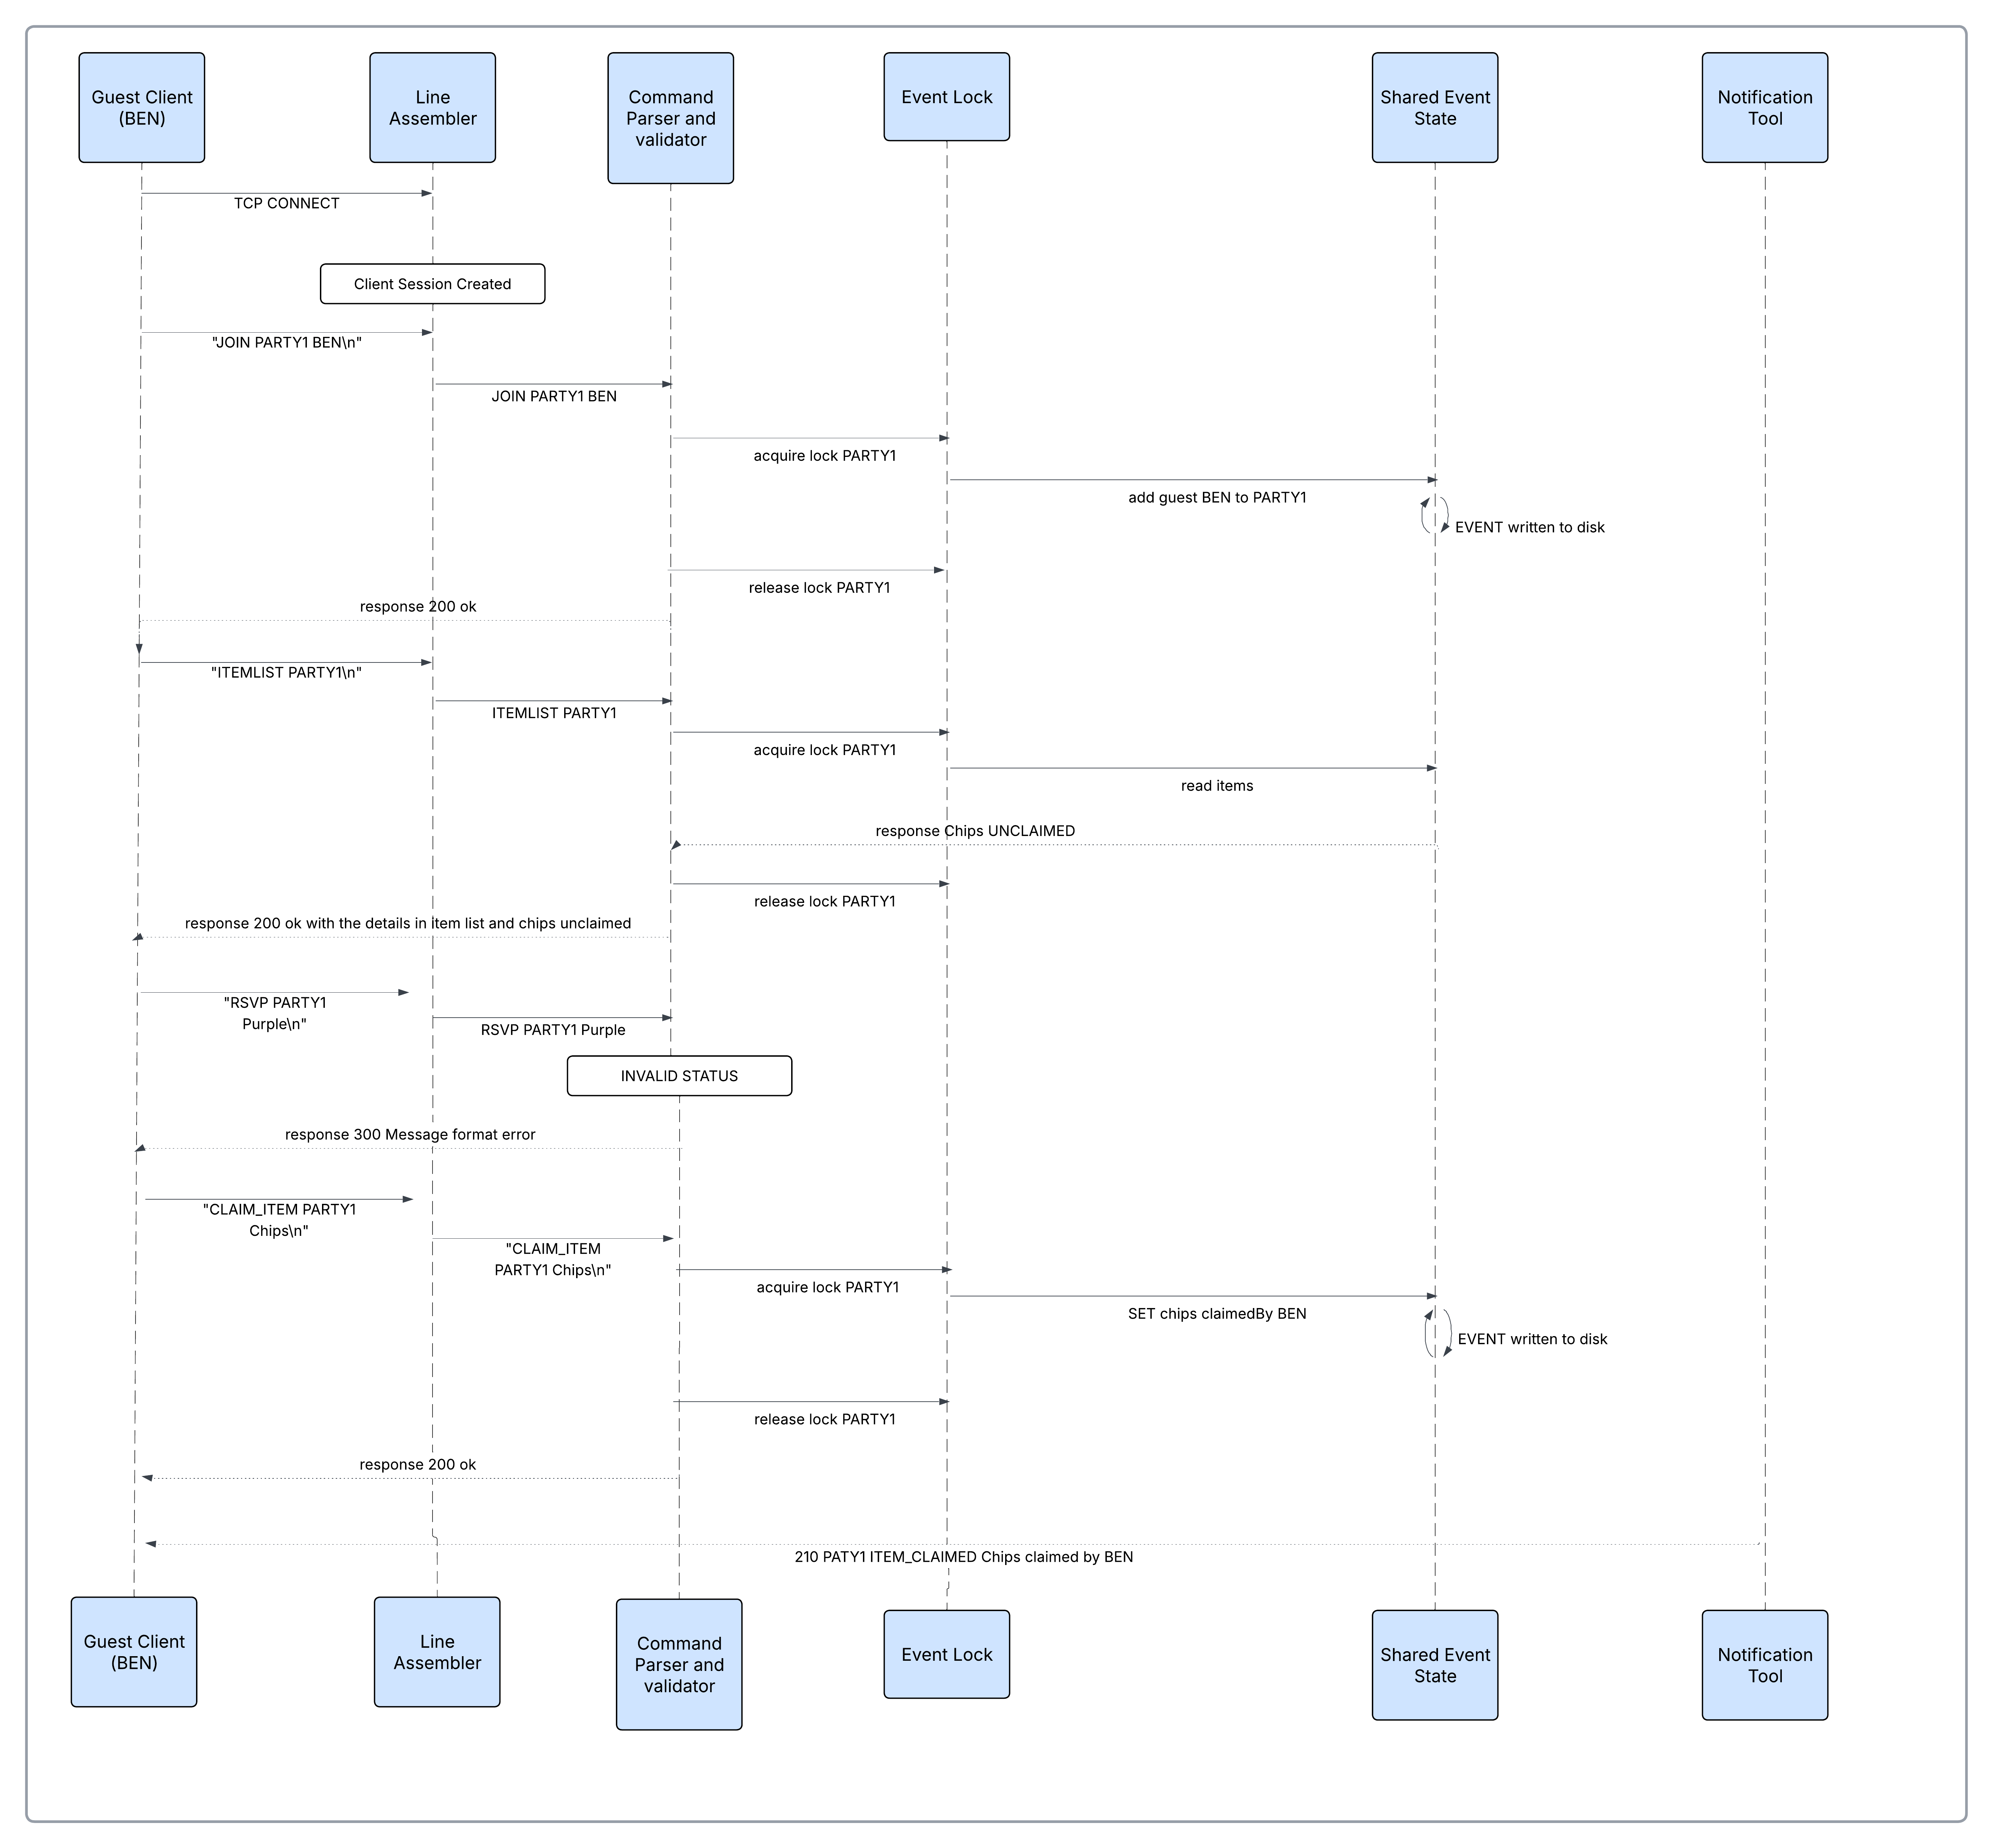 Guest Client
(BEN)
Line
Assembler
Command
Parser and
validator
Event Lock
Shared Event
State
Notification
Tool
TCP CONNECT
Client Session Created
"JOIN PARTY1 BEN\n"
JOIN PARTY1 BEN
acquire lock PARTY1
add guest BEN to PARTY1
EVENT written to disk
release lock PARTY1
response 200 ok
"ITEMLIST PARTY1\n"
ITEMLIST PARTY1
acquire lock PARTY1
read items
response Chips UNCLAIMED
release lock PARTY1
response 200 ok with the details in item list and chips unclaimed
"RSVP PARTY1
Purple\n"
RSVP PARTY1 Purple
INVALID STATUS
response 300 Message format error
"CLAIM_ITEM PARTY1
Chips\n"
"CLAIM_ITEM
PARTY1 Chips\n"
acquire lock PARTY1
SET chips claimedBy BEN
EVENT written to disk
release lock PARTY1
response 200 ok
210 PATY1 ITEM_CLAIMED Chips claimed by BEN
Guest Client
(BEN)
Line
Assembler
Command
Parser and
validator
Event Lock
Shared Event
State
Notification
Tool